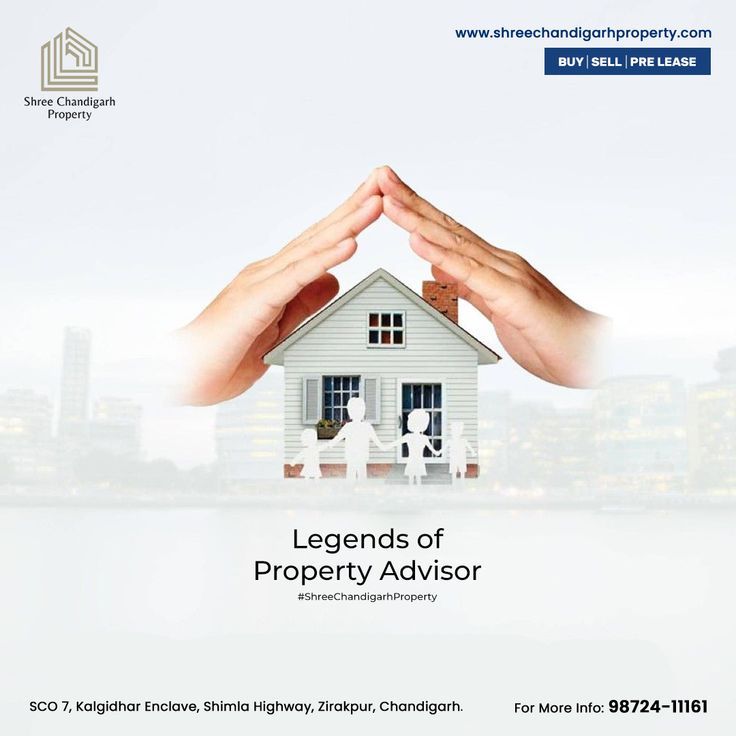 Shree Chandigarh
Property
www.shreechandigarhproperty.com
BUY | SELL | PRE LEASE
Legends of
Property Advisor
#ShreeChandigarhProperty
SCO 7, Kalgidhar Enclave, Shimla Highway, Zirakpur, Chandigarh.
For More Info: 98724-11161